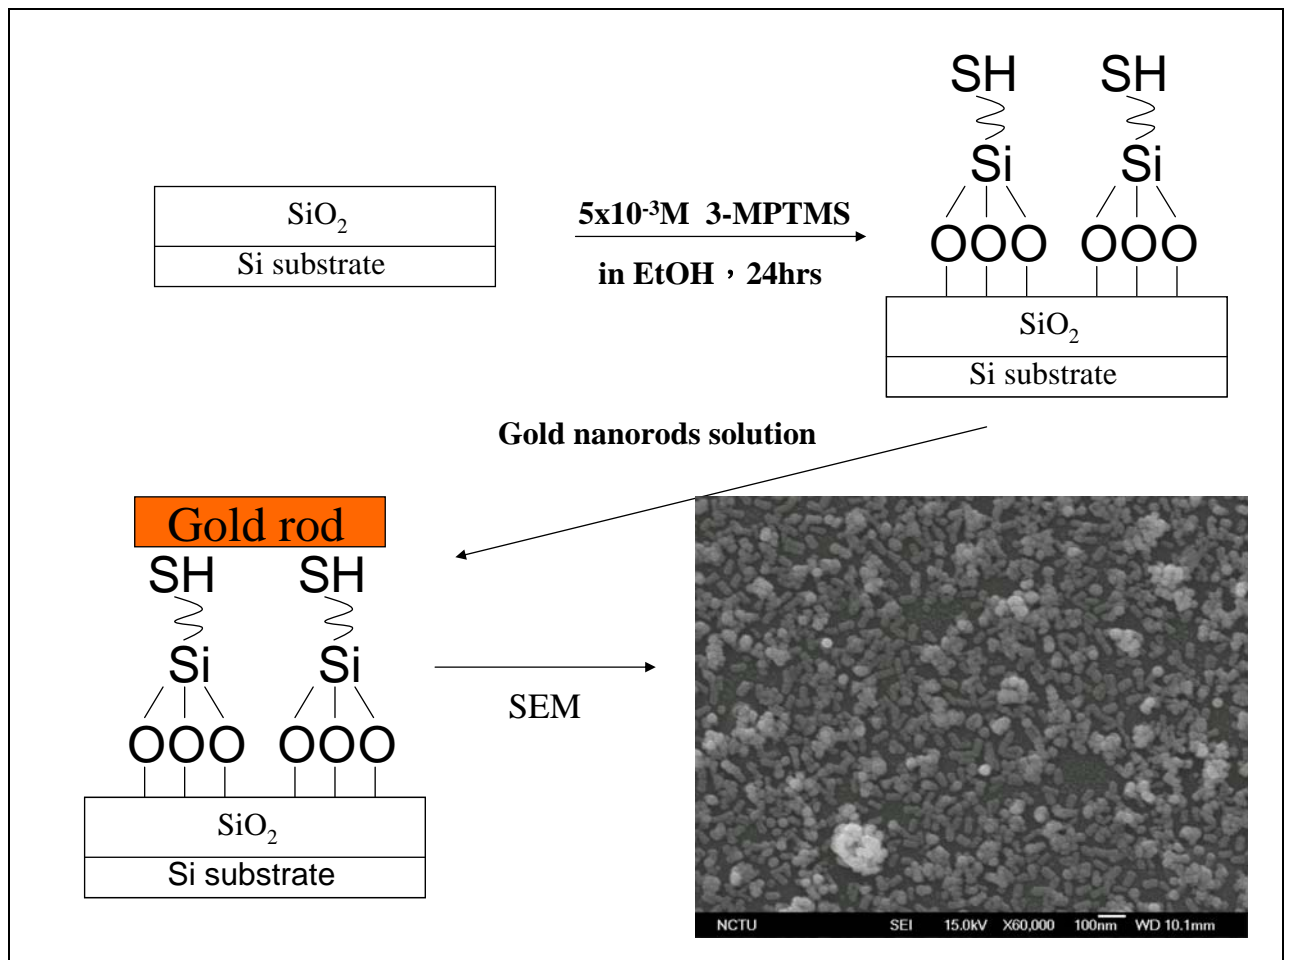 SH SH
Si Si
OOO OOO
SiO₂
Si substrate
5x10⁻³M 3-MPTMS
in EtOH,24hrs
SiO₂
Si substrate
Gold nanorods solution
Gold rod
SH SH
Si Si
OOO OOO
SiO₂
Si substrate
SEM
NCTU SEI 15.0kV X60,000 100nm WD 10.1mm